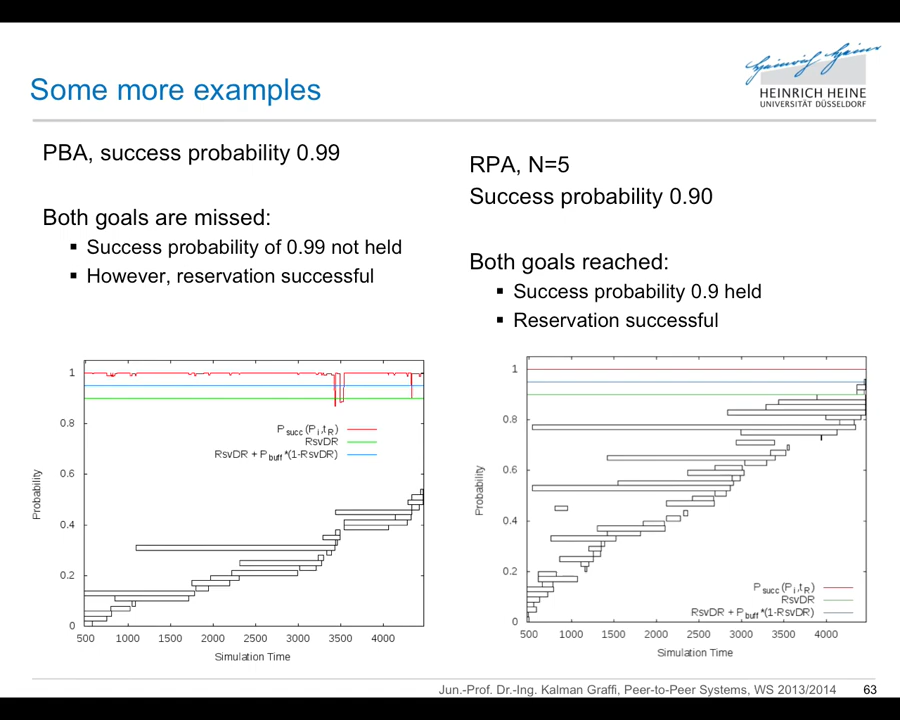 Some more examples
Heinrich Heine
HEINRICH HEINE
UNIVERSITÄT DÜSSELDORF
PBA, success probability 0.99
Both goals are missed:
▪ Success probability of 0.99 not held
▪ However, reservation successful
RPA, N=5
Success probability 0.90
Both goals reached:
▪ Success probability 0.9 held
▪ Reservation successful
Probability
1
0.8
0.6
0.4
0.2
0
P succ (P i ,t R )
RsvDR
RsvDR + P buff *(1-RsvDR)
500 1000 1500 2000 2500 3000 3500 4000
Simulation Time
Probability
1
0.8
0.6
0.4
0.2
0
P succ (P i ,t R )
RsvDR
RsvDR + P buff *(1-RsvDR)
500 1000 1500 2000 2500 3000 3500 4000
Simulation Time
Jun.-Prof. Dr.-Ing. Kalman Graffi, Peer-to-Peer Systems, WS 2013/2014 63